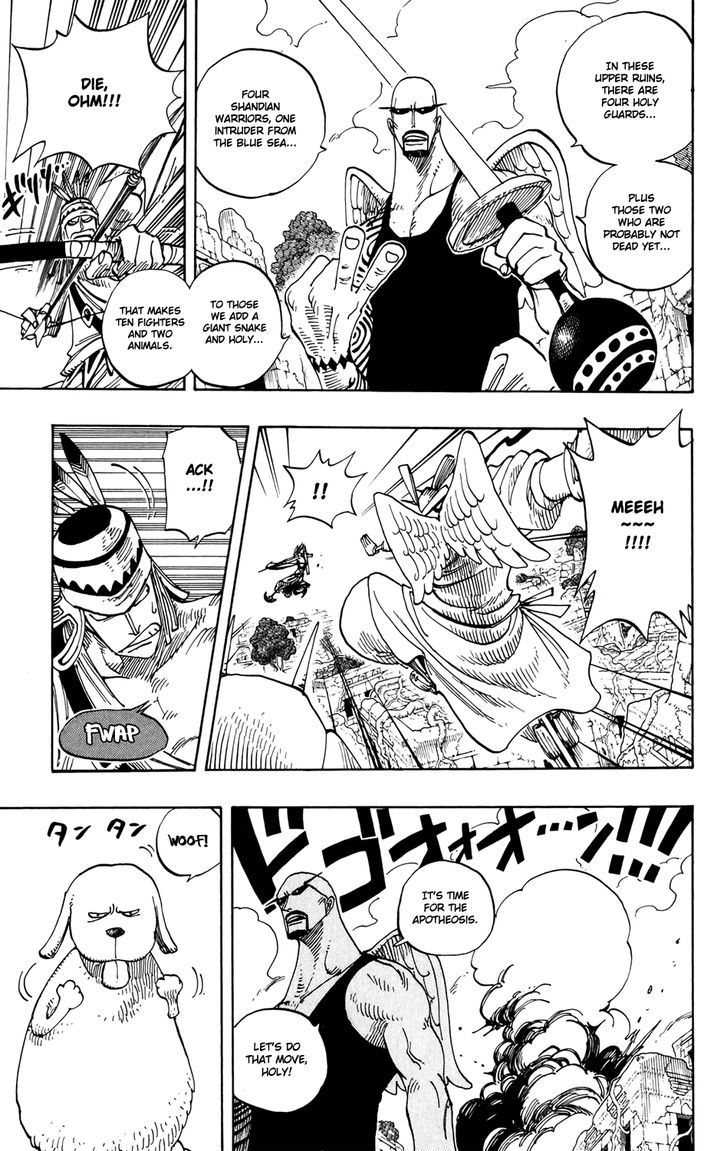 IN THESE
UPPER RUINS,
THERE ARE
FOUR HOLY
GUARDS...
PLUS
THOSE TWO
WHO ARE
PROBABLY
NOT
DEAD YET...
FOUR
SHANDIAN
WARRIORS, ONE
INTRUDER FROM
THE BLUE SEA...
TO THOSE
WE ADD A
GIANT SNAKE
AND HOLY...
THAT MAKES
TEN FIGHTERS
AND TWO
ANIMALS.
DIE,
OHM!!!
ギリ
MEEEH
~~~
!!!!
!!
ACK
...!!
FWAP
ドゴオォオ…ン!!
IT'S TIME
FOR THE
APOTHEOSIS.
LET'S DO
THAT MOVE,
HOLY!
WOOF!
タン タン